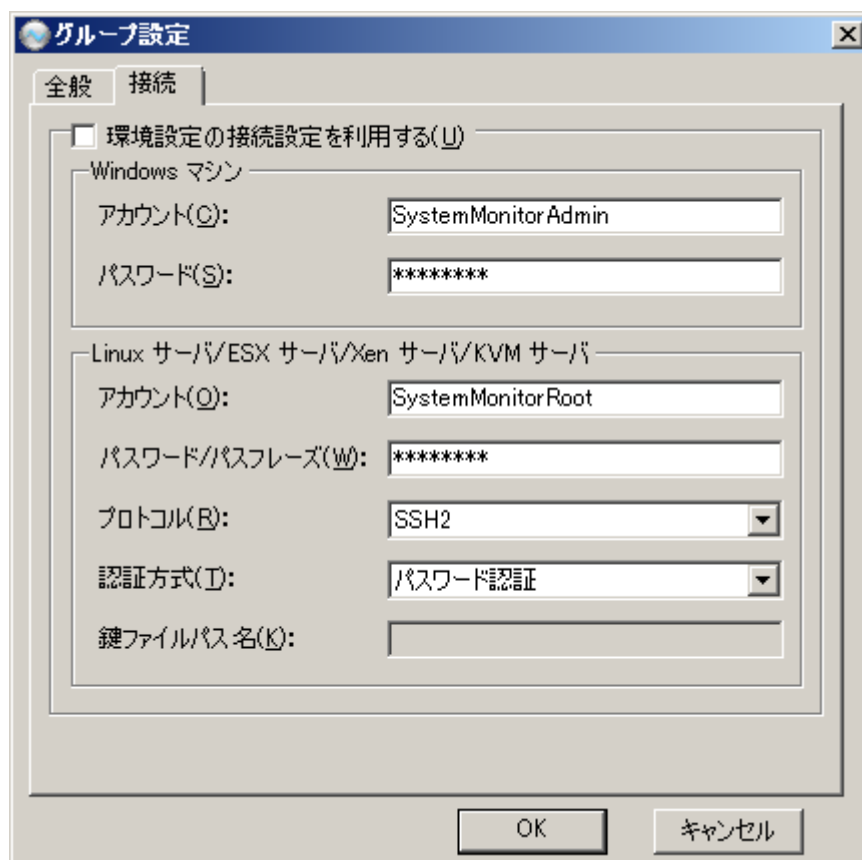 グループ設定
全般 接続
環境設定の接続設定を利用する(U)
Windows マシン
アカウント(C): SystemMonitorAdmin
パスワード(S): ********
Linux サーバ/ESX サーバ/Xen サーバ/KVM サーバ
アカウント(O): SystemMonitorRoot
パスワード/パスフレーズ(W): ********
プロトコル(R): SSH2
認証方式(T): パスワード認証
鍵ファイルパス名(K):
OK キャンセル